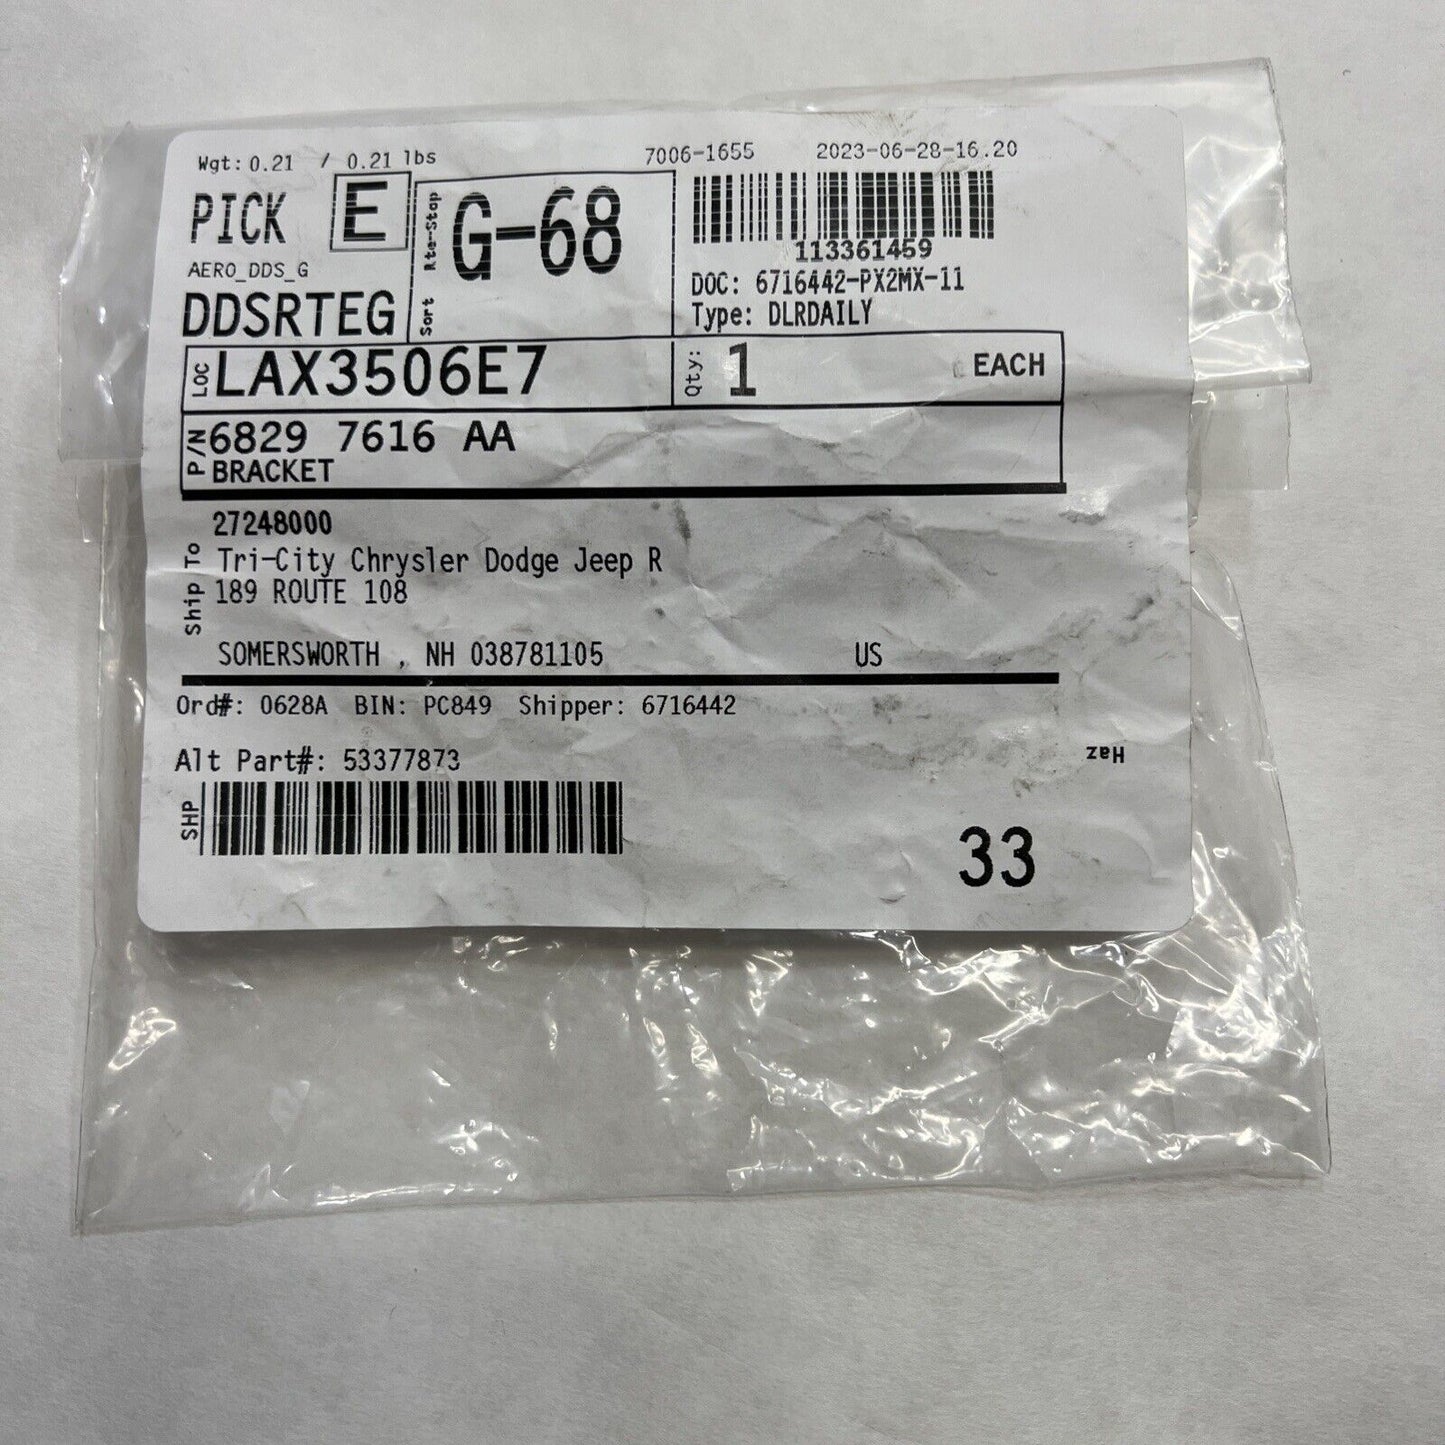 Wgt: 0.21 / 0.21 lbs 7006-1655 2023-06-28-16.20
PICK E
AERO_DDS_G
DDSRTEG
Sort Rte-Stop
G-68
113361459
DOC: 6716442-PX2MX-11
Type: DLRDAILY
LOC LAX3506E7 Qty: 1 EACH
P/N 6829 7616 AA
BRACKET
Ship To
27248000
Tri-City Chrysler Dodge Jeep R
189 ROUTE 108
SOMERSWORTH , NH 038781105 US
Ord#: 0628A BIN: PC849 Shipper: 6716442
Alt Part#: 53377873 Haz
SHP
33